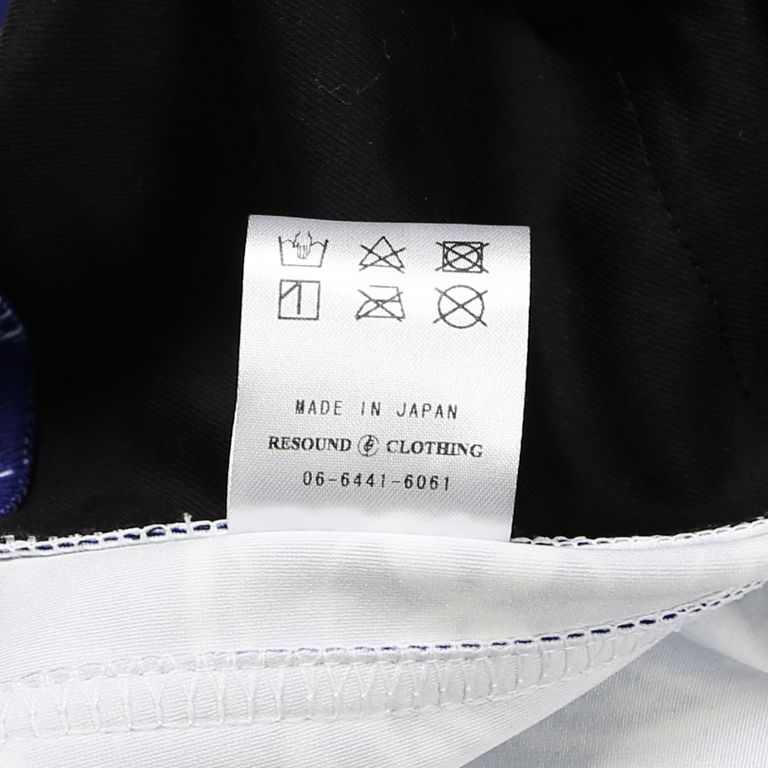 MADE IN JAPAN
RESOUND CLOTHING
06-6441-6061